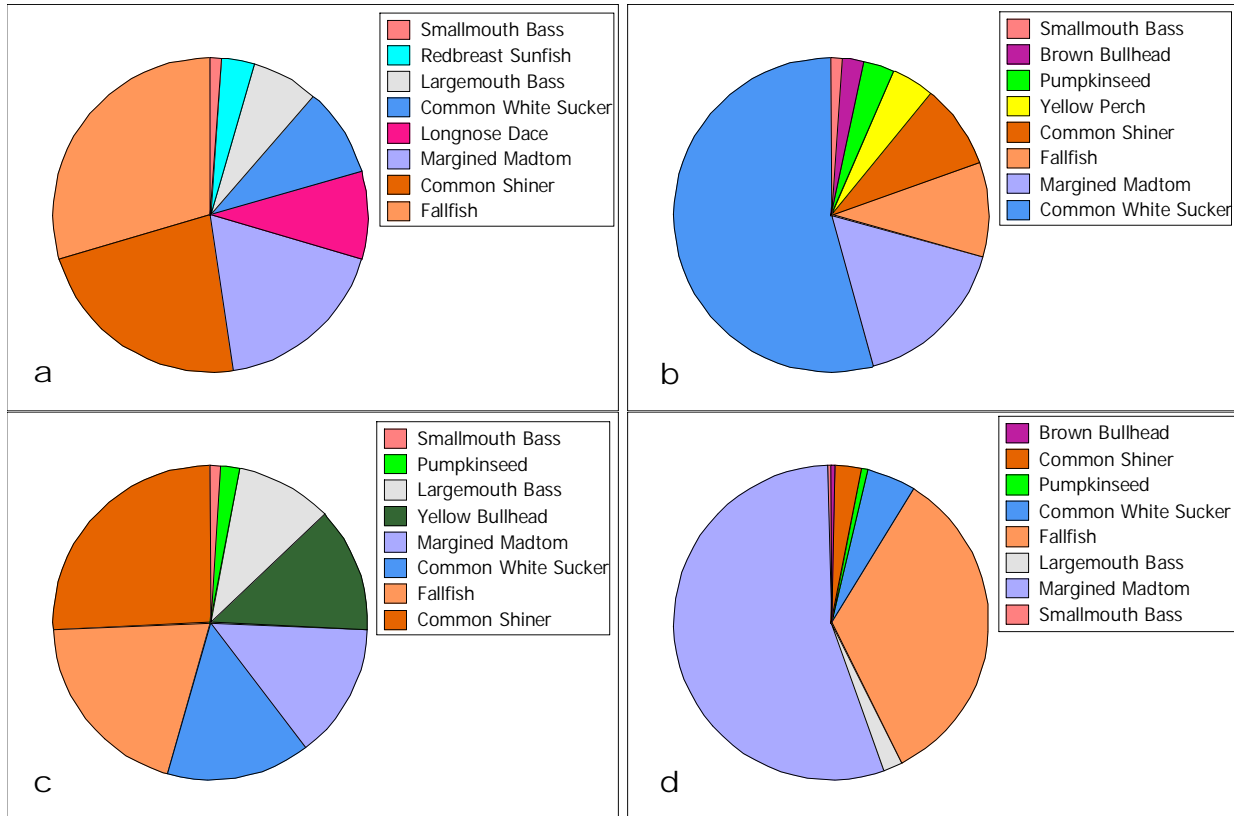 Smallmouth Bass
Redbreast Sunfish
Largemouth Bass
Common White Sucker
Longnose Dace
Margined Madtom
Common Shiner
Fallfish
a
Smallmouth Bass
Brown Bullhead
Pumpkinseed
Yellow Perch
Common Shiner
Fallfish
Margined Madtom
Common White Sucker
b
Smallmouth Bass
Pumpkinseed
Largemouth Bass
Yellow Bullhead
Margined Madtom
Common White Sucker
Fallfish
Common Shiner
c
Brown Bullhead
Common Shiner
Pumpkinseed
Common White Sucker
Fallfish
Largemouth Bass
Margined Madtom
Smallmouth Bass
d